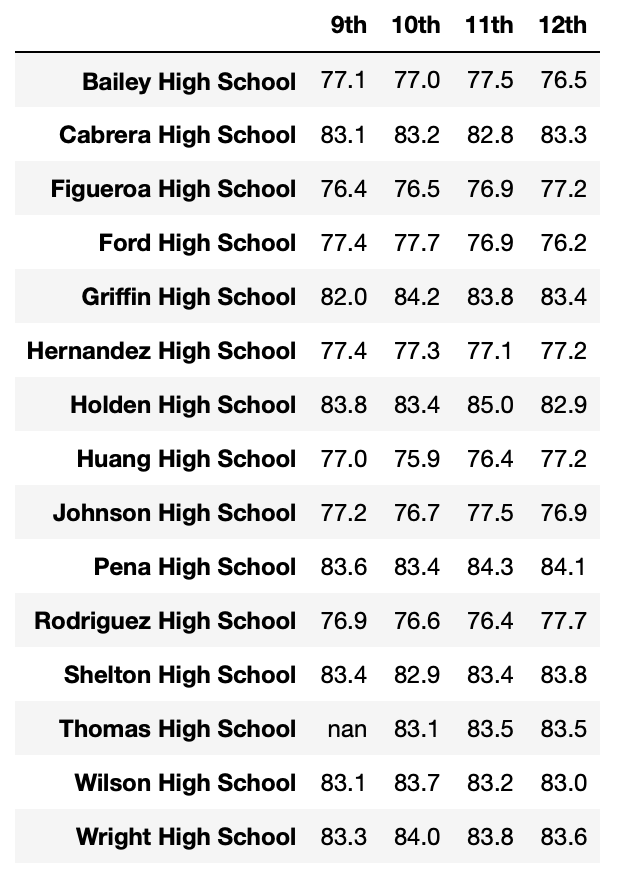 9th 10th 11th 12th
Bailey High School 77.1 77.0 77.5 76.5
Cabrera High School 83.1 83.2 82.8 83.3
Figueroa High School 76.4 76.5 76.9 77.2
Ford High School 77.4 77.7 76.9 76.2
Griffin High School 82.0 84.2 83.8 83.4
Hernandez High School 77.4 77.3 77.1 77.2
Holden High School 83.8 83.4 85.0 82.9
Huang High School 77.0 75.9 76.4 77.2
Johnson High School 77.2 76.7 77.5 76.9
Pena High School 83.6 83.4 84.3 84.1
Rodriguez High School 76.9 76.6 76.4 77.7
Shelton High School 83.4 82.9 83.4 83.8
Thomas High School nan 83.1 83.5 83.5
Wilson High School 83.1 83.7 83.2 83.0
Wright High School 83.3 84.0 83.8 83.6